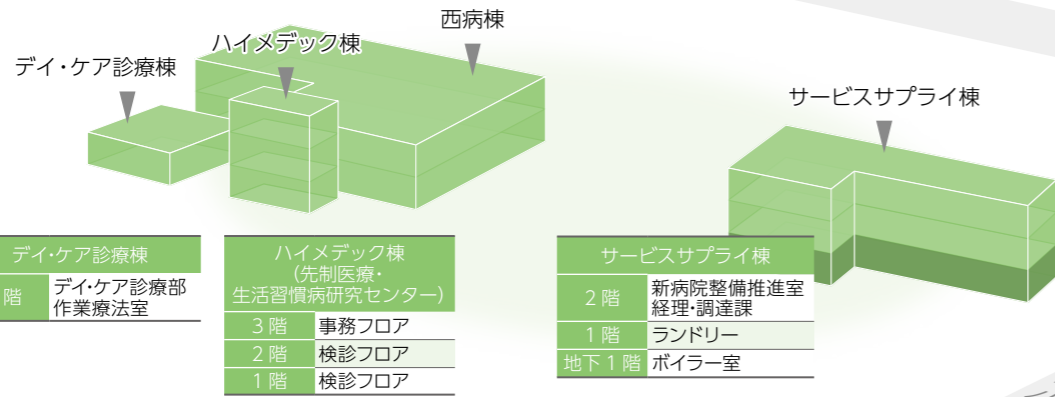 西病棟
ハイメデック棟
デイ・ケア診療棟
サービスサプライ棟
デイ・ケア診療棟
階 デイ・ケア診療部
作業療法室
ハイメデック棟
(先制医療・
生活習慣病研究センター)
3階 事務フロア
2階 検診フロア
1階 検診フロア
サービスサプライ棟
2階 新病院整備推進室
経理・調達課
1階 ランドリー
地下1階 ボイラー室